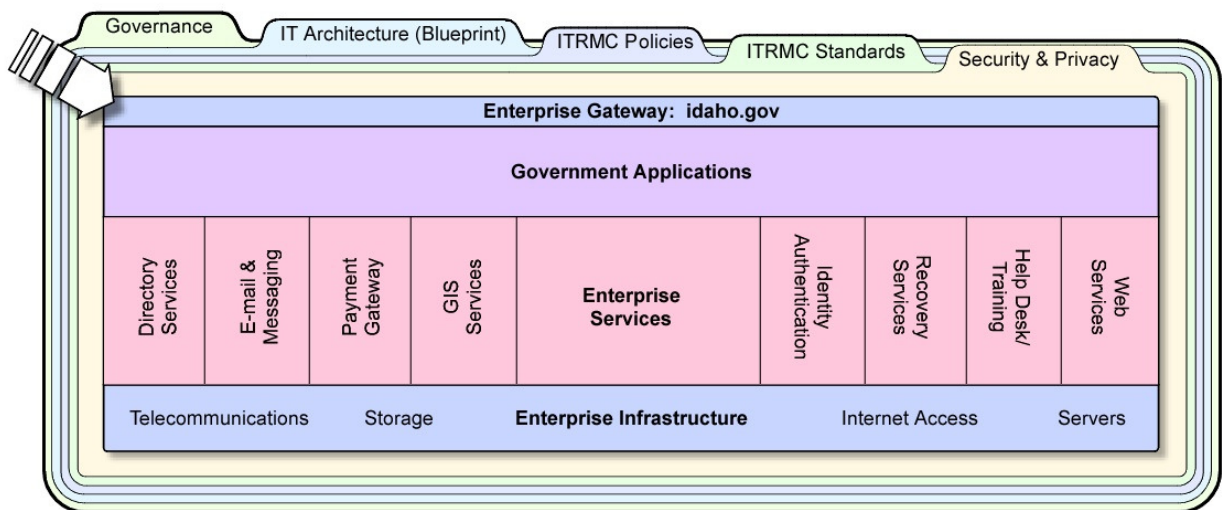 Governance
IT Architecture (Blueprint)
ITRMC Policies
ITRMC Standards
Security & Privacy
Enterprise Gateway: idaho.gov
Government Applications
Directory
Services
E-mail &
Messaging
Payment
Gateway
GIS
Services
Enterprise
Services
Identity
Authentication
Recovery
Services
Help Desk/
Training
Web
Services
Telecommunications
Storage
Enterprise Infrastructure
Internet Access
Servers